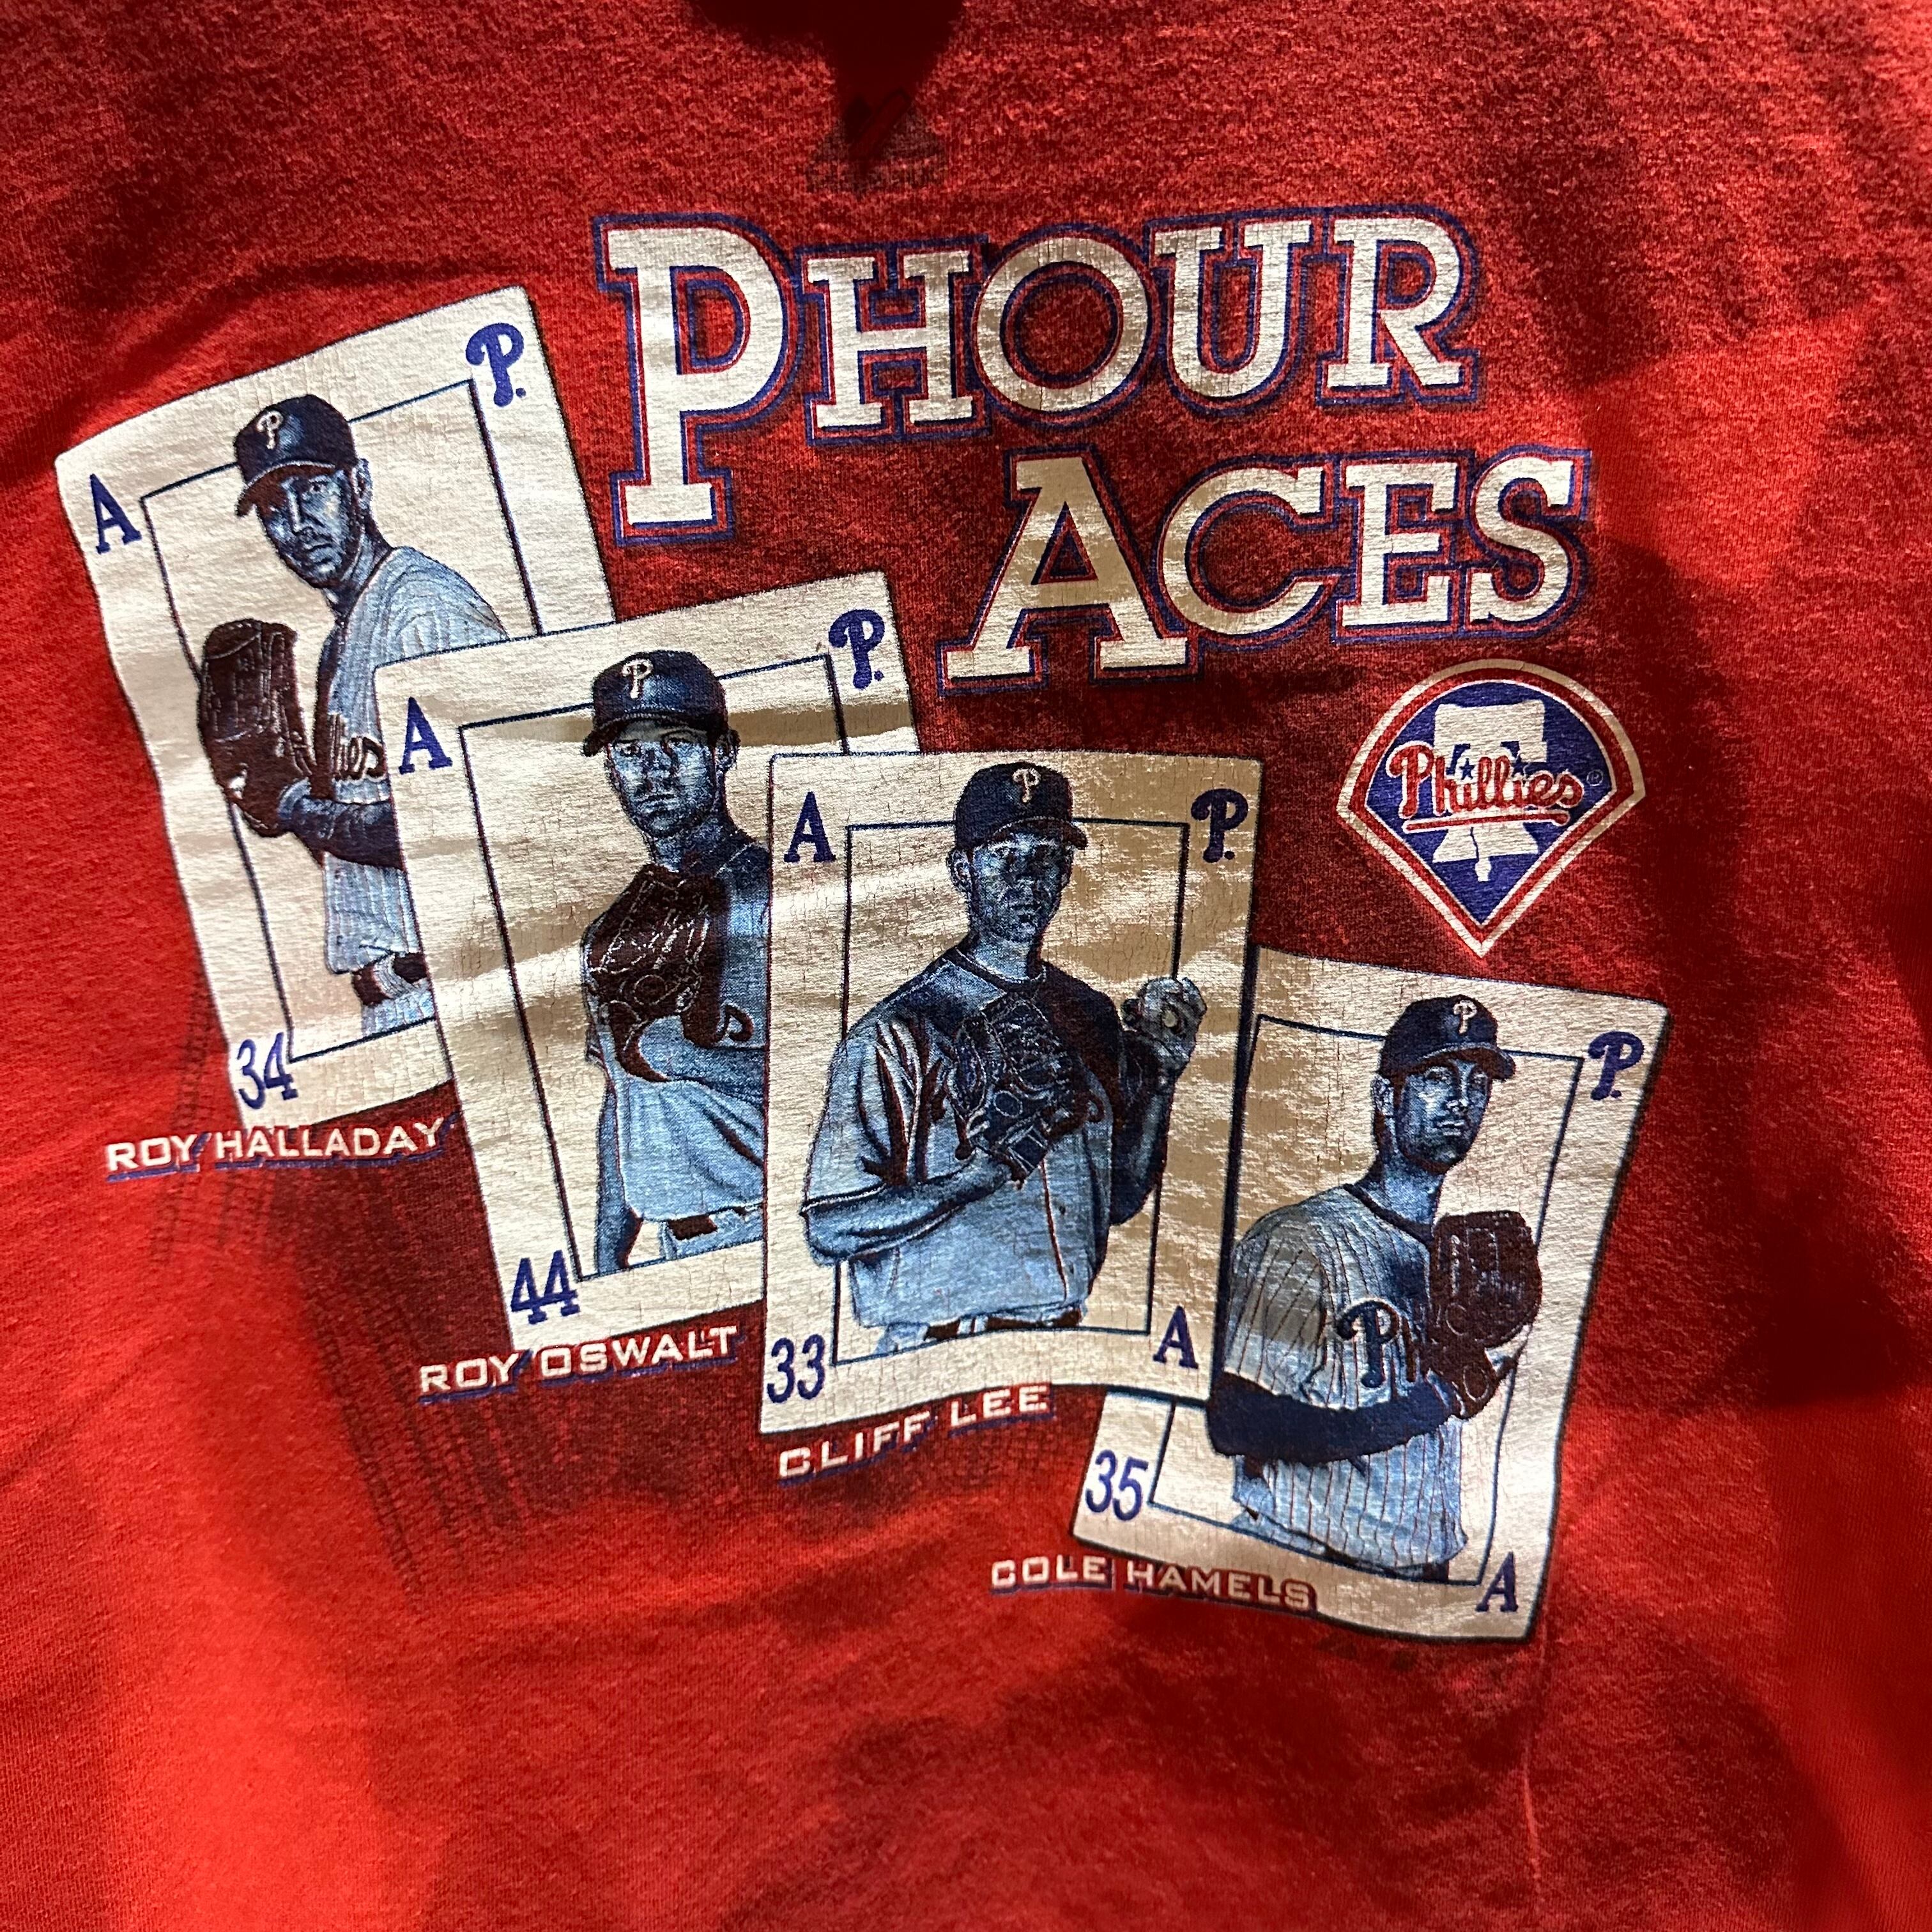 PHOUR
ACES
A
P.
34
ROY HALLADAY
A
P.
44
ROY OSWALT
A
P.
33
A
CLIFF LEE
P.
35
A
COLE HAMELS
Phillies